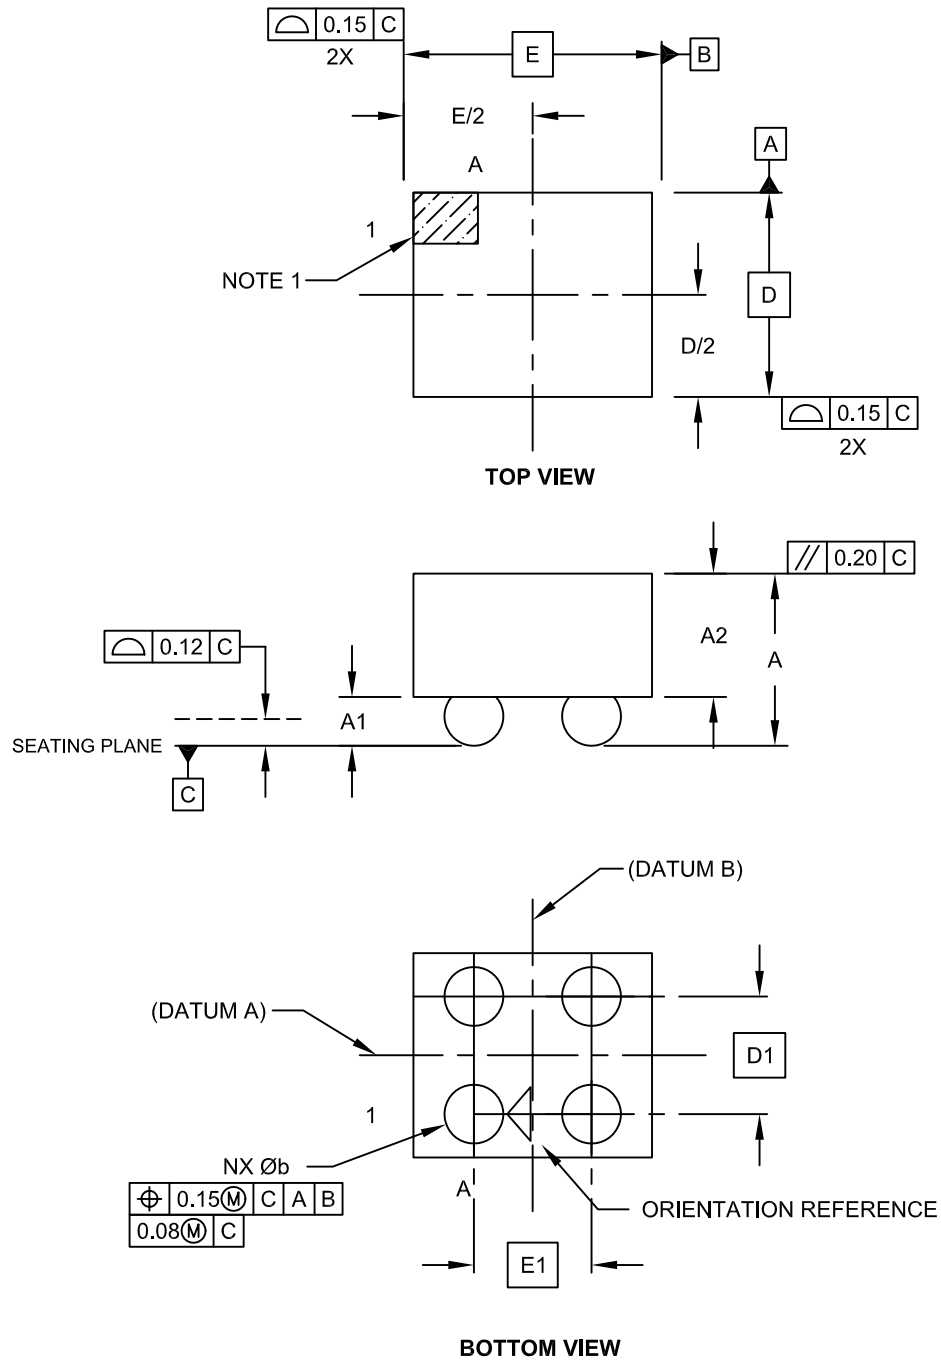 0.15 C
2X
E
B
E/2
A
A
1
NOTE 1
D
D/2
0.15 C
2X
TOP VIEW
// 0.20 C
A2
A
0.12 C
A1
SEATING PLANE
C
(DATUM B)
(DATUM A)
D1
1
NX Øb
A
⌖ 0.15Ⓜ C A B
0.08Ⓜ C
ORIENTATION REFERENCE
E1
BOTTOM VIEW